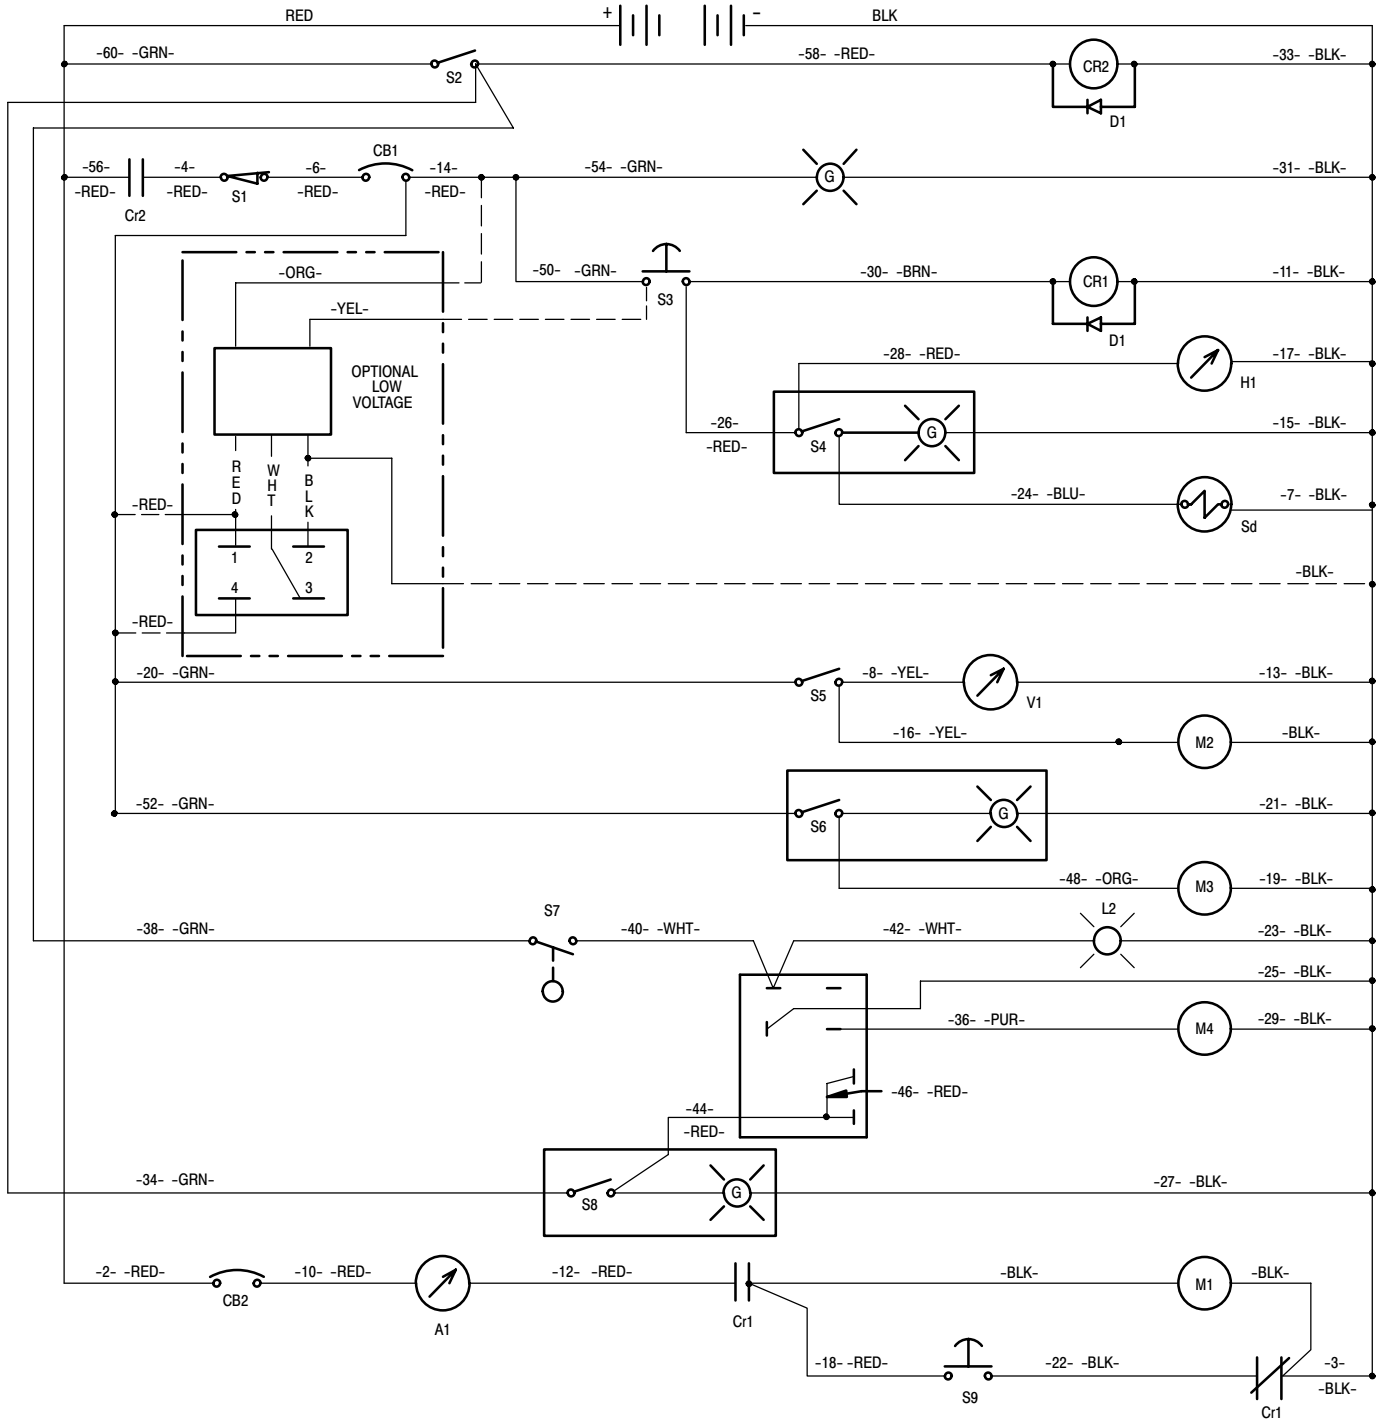 RED
+
-
BLK
-60- -GRN-
S2
-58- -RED-
CR2
-33- -BLK-
D1
-56-
-RED-
Cr2
-4-
-RED-
S1
-6-
-RED-
CB1
-14-
-RED-
-54- -GRN-
G
-31- -BLK-
-ORG-
-50- -GRN-
S3
-30- -BRN-
CR1
-11- -BLK-
D1
-YEL-
OPTIONAL
LOW
VOLTAGE
-28- -RED-
H1
-17- -BLK-
-26-
-RED-
S4
G
-15- -BLK-
RED
WHT
BLK
-24- -BLU-
Sd
-7- -BLK-
-RED-
1
2
4
3
-BLK-
-RED-
-20- -GRN-
S5
-8- -YEL-
V1
-13- -BLK-
-16- -YEL-
M2
-BLK-
-52- -GRN-
S6
G
-21- -BLK-
-48- -ORG-
M3
-19- -BLK-
-38- -GRN-
S7
-40- -WHT-
-42- -WHT-
L2
-23- -BLK-
-25- -BLK-
-36- -PUR-
M4
-29- -BLK-
-46- -RED-
-44-
-RED-
-34- -GRN-
S8
G
-27- -BLK-
-2- -RED-
CB2
-10- -RED-
A1
-12- -RED-
Cr1
-BLK-
M1
-BLK-
-18- -RED-
S9
-22- -BLK-
Cr1
-3-
-BLK-